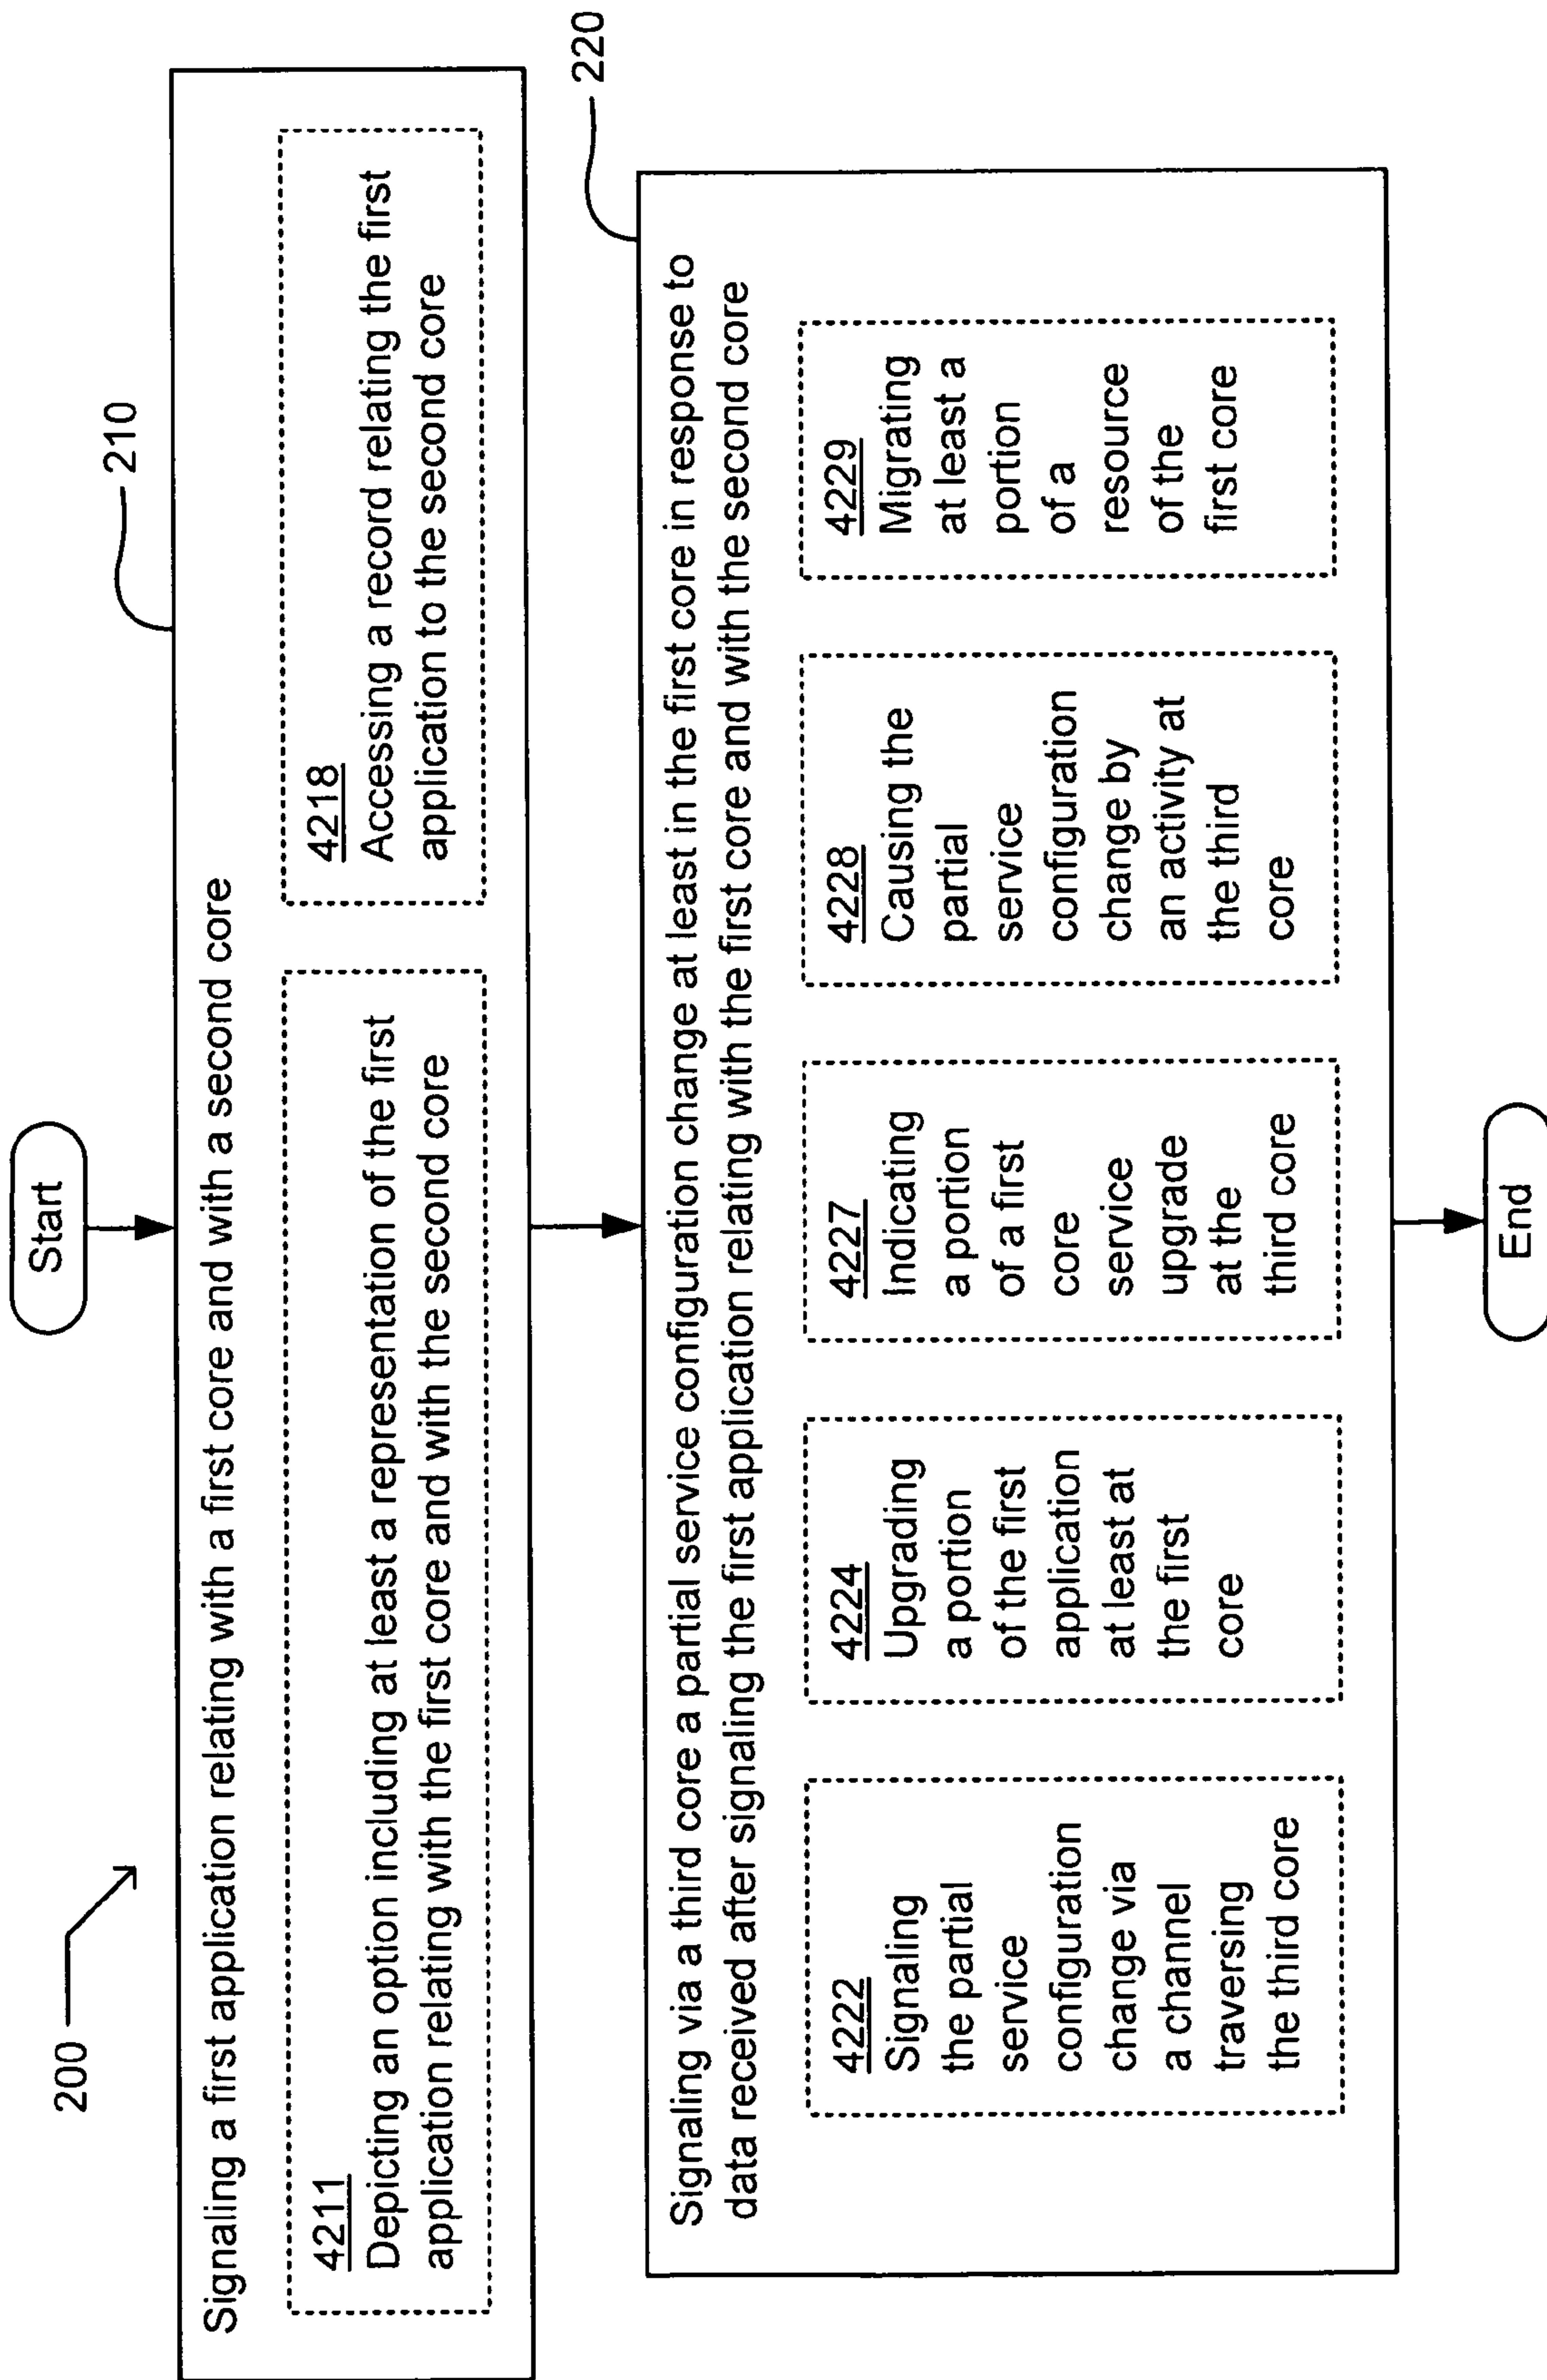 200
Start
210
Signaling a first application relating with a first core and with a second core
4211
Depicting an option including at least a representation of the first
application relating with the first core and with the second core
4218
Accessing a record relating the first
application to the second core
220
Signaling via a third core a partial service configuration change at least in the first core in response to
data received after signaling the first application relating with the first core and with the second core
4222
Signaling
the partial
service
configuration
change via
a channel
traversing
the third core
4224
Upgrading
a portion
of the first
application
at least at
the first
core
4227
Indicating
a portion
of a first
core
service
upgrade
at the
third core
4228
Causing the
partial
service
configuration
change by
an activity at
the third
core
4229
Migrating
at least a
portion
of a
resource
of the
first core
End